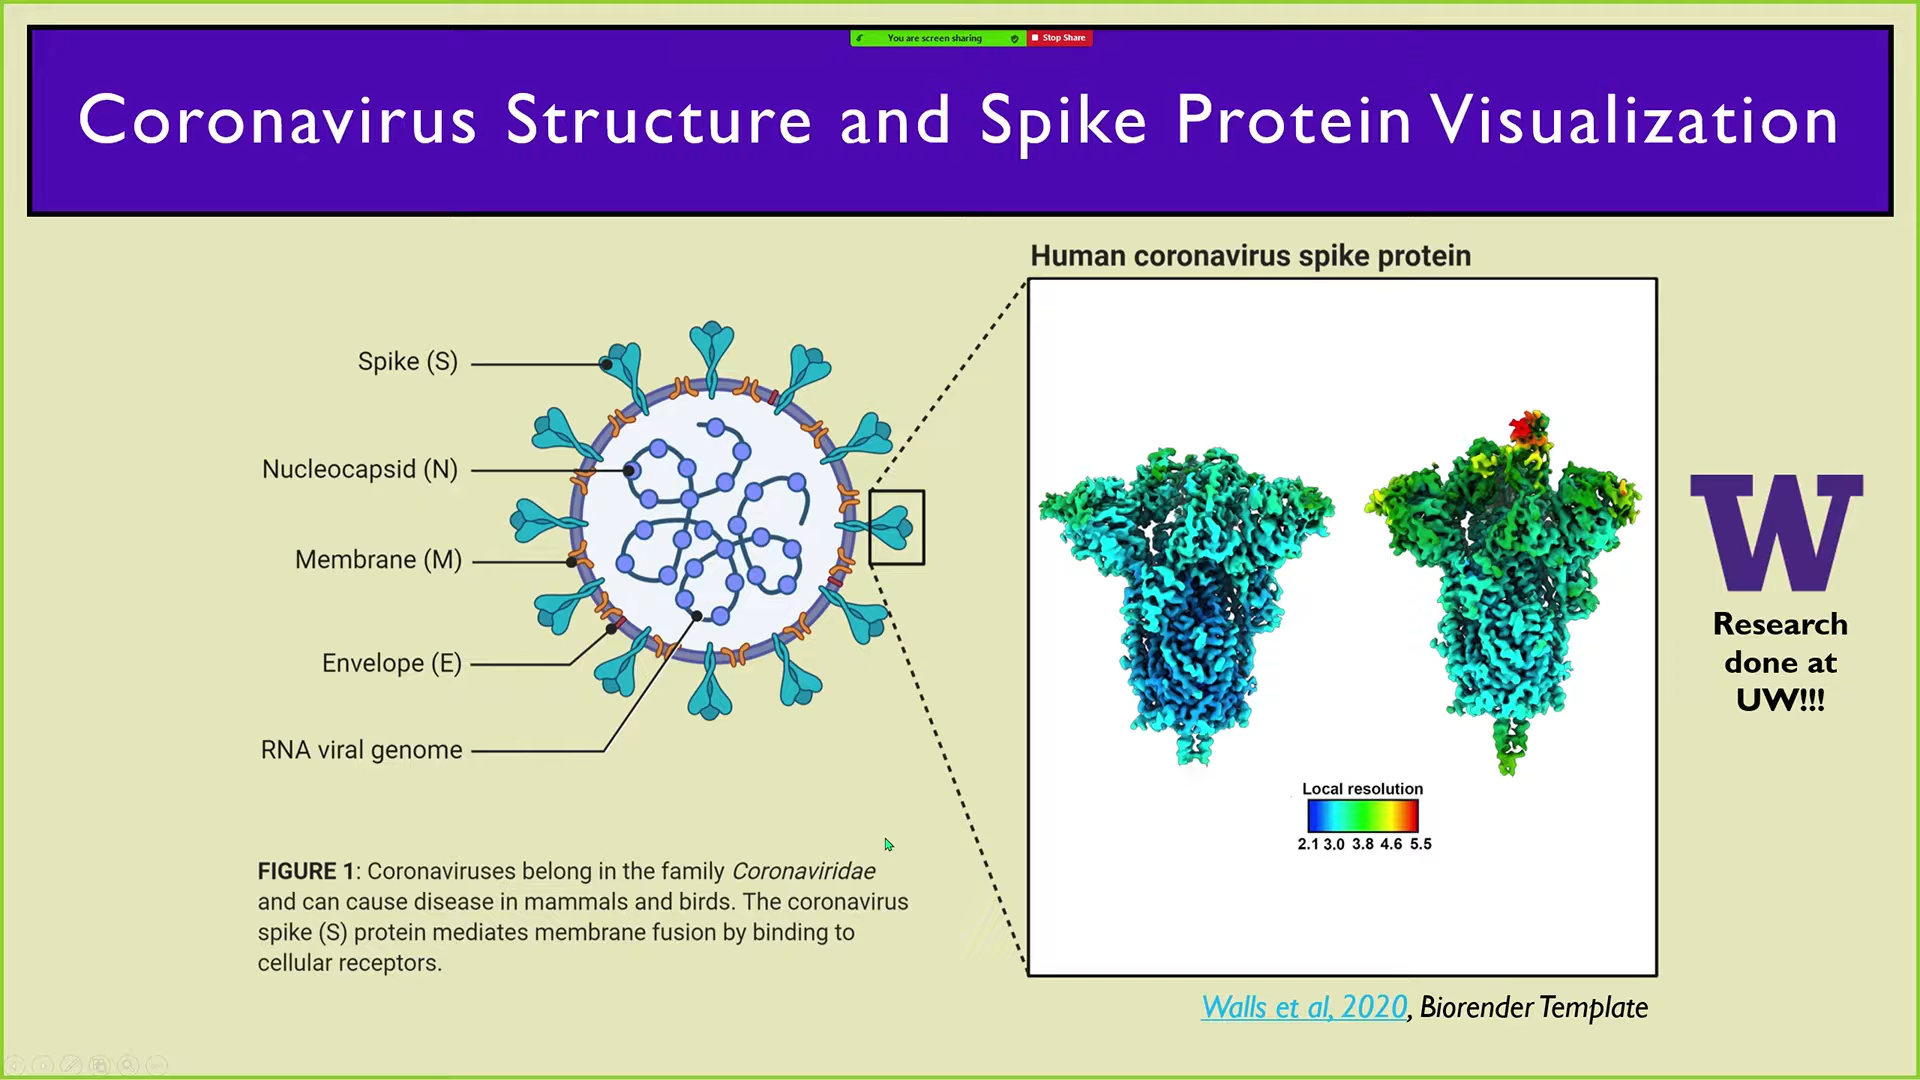 You are screen sharing
Stop Share
Coronavirus Structure and Spike Protein Visualization
Human coronavirus spike protein
Spike (S)
Nucleocapsid (N)
Membrane (M)
Envelope (E)
RNA viral genome
Local resolution
2.1 3.0 3.8 4.6 5.5
W
Research
done at
UW!!!
FIGURE 1: Coronaviruses belong in the family Coronaviridae
and can cause disease in mammals and birds. The coronavirus
spike (S) protein mediates membrane fusion by binding to
cellular receptors.
Walls et al, 2020, Biorender Template